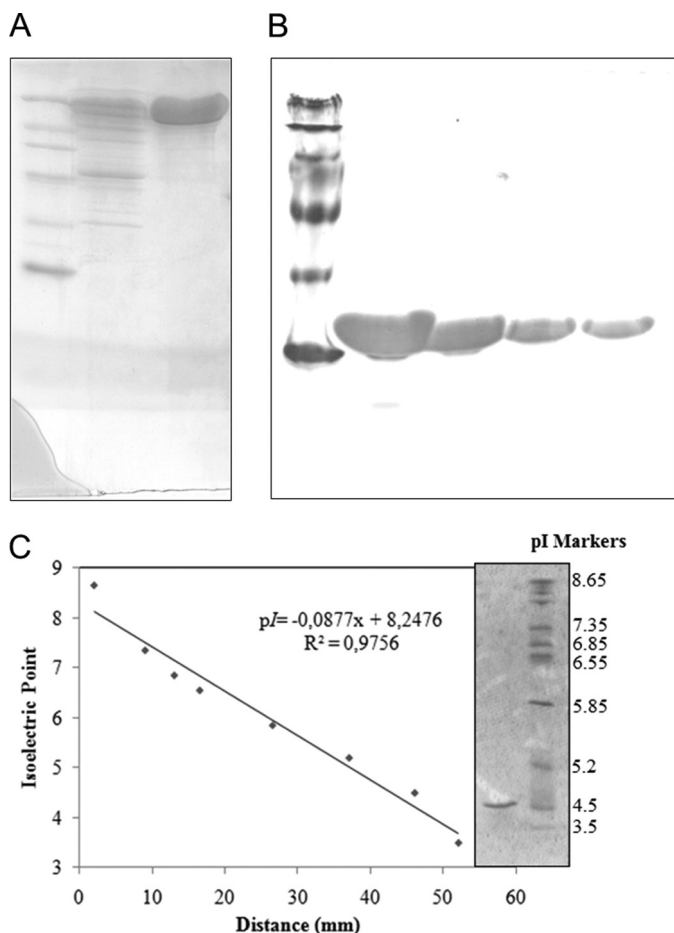 A
B
C
pI Markers
9
8
7
6
5
4
3
Isoelectric Point
pI= -0,0877x + 8,2476
R² = 0,9756
0
10
20
30
40
50
60
Distance (mm)
8.65
7.35
6.85
6.55
5.85
5.2
4.5
3.5